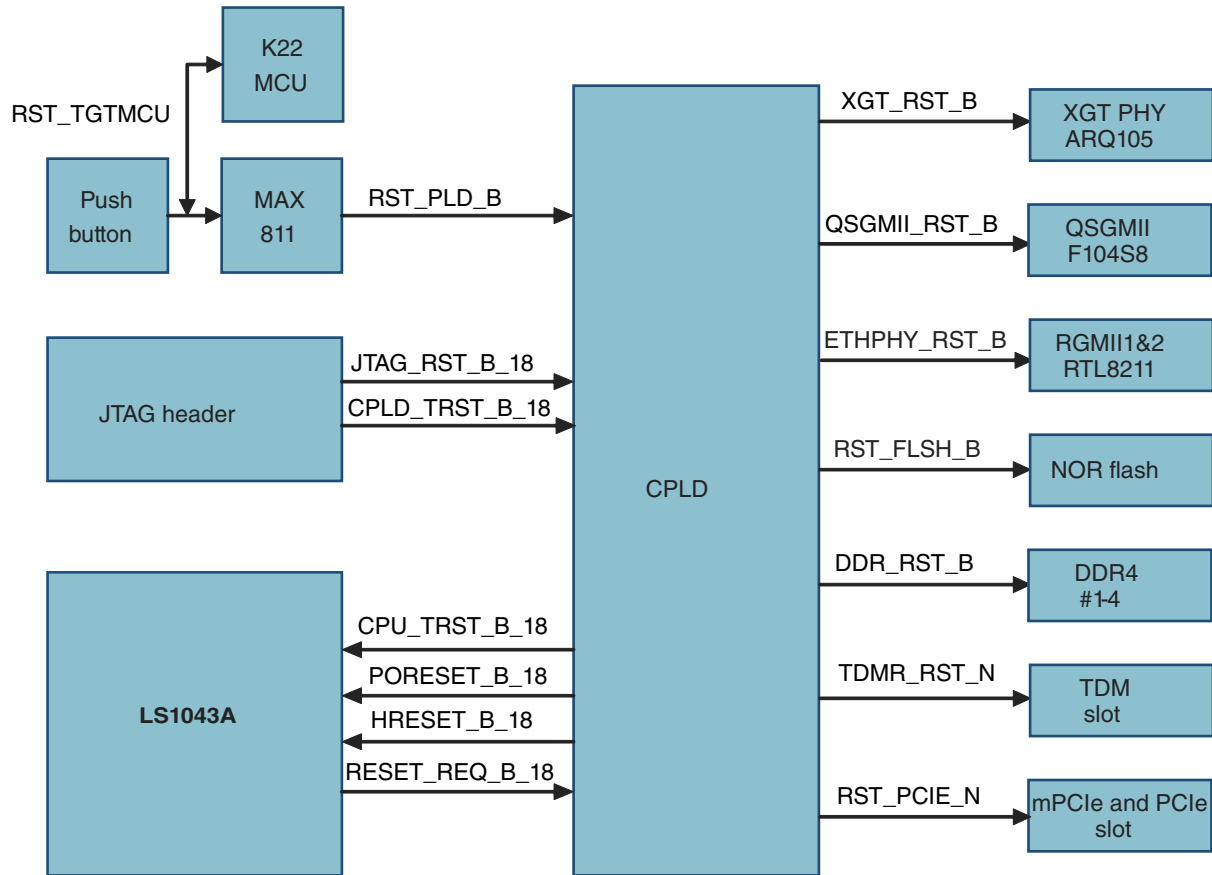 K22
MCU
RST_TGTMCU
Push
button
MAX
811
RST_PLD_B
JTAG header
JTAG_RST_B_18
CPLD_TRST_B_18
LS1043A
CPU_TRST_B_18
PORESET_B_18
HRESET_B_18
RESET_REQ_B_18
CPLD
XGT_RST_B
XGT PHY
ARQ105
QSGMII_RST_B
QSGMII
F104S8
ETHPHY_RST_B
RGMII1&2
RTL8211
RST_FLSH_B
NOR flash
DDR_RST_B
DDR4
#1-4
TDMR_RST_N
TDM
slot
RST_PCIE_N
mPCIe and PCIe
slot